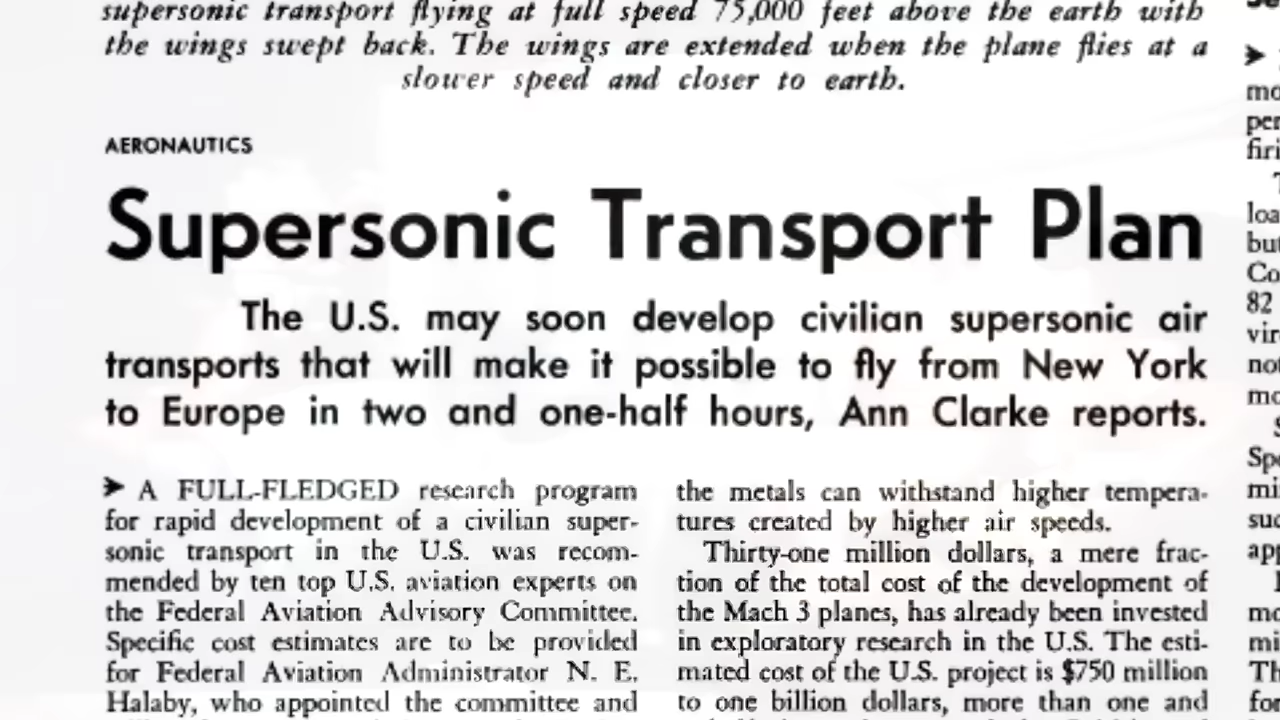 supersonic transport flying at full speed 75,000 feet above the earth with
the wings swept back. The wings are extended when the plane flies at a
slower speed and closer to earth.
AERONAUTICS
Supersonic Transport Plan
The U.S. may soon develop civilian supersonic air
transports that will make it possible to fly from New York
to Europe in two and one-half hours, Ann Clarke reports.
➤ A FULL-FLEDGED research program
for rapid development of a civilian super-
sonic transport in the U.S. was recom-
mended by ten top U.S. aviation experts on
the Federal Aviation Advisory Committee.
Specific cost estimates are to be provided
for Federal Aviation Administrator N. E.
Halaby, who appointed the committee and
the metals can withstand higher tempera-
tures created by higher air speeds.
Thirty-one million dollars, a mere frac-
tion of the total cost of the development of
the Mach 3 planes, has already been invested
in exploratory research in the U.S. The esti-
mated cost of the U.S. project is $750 million
to one billion dollars, more than one and
82